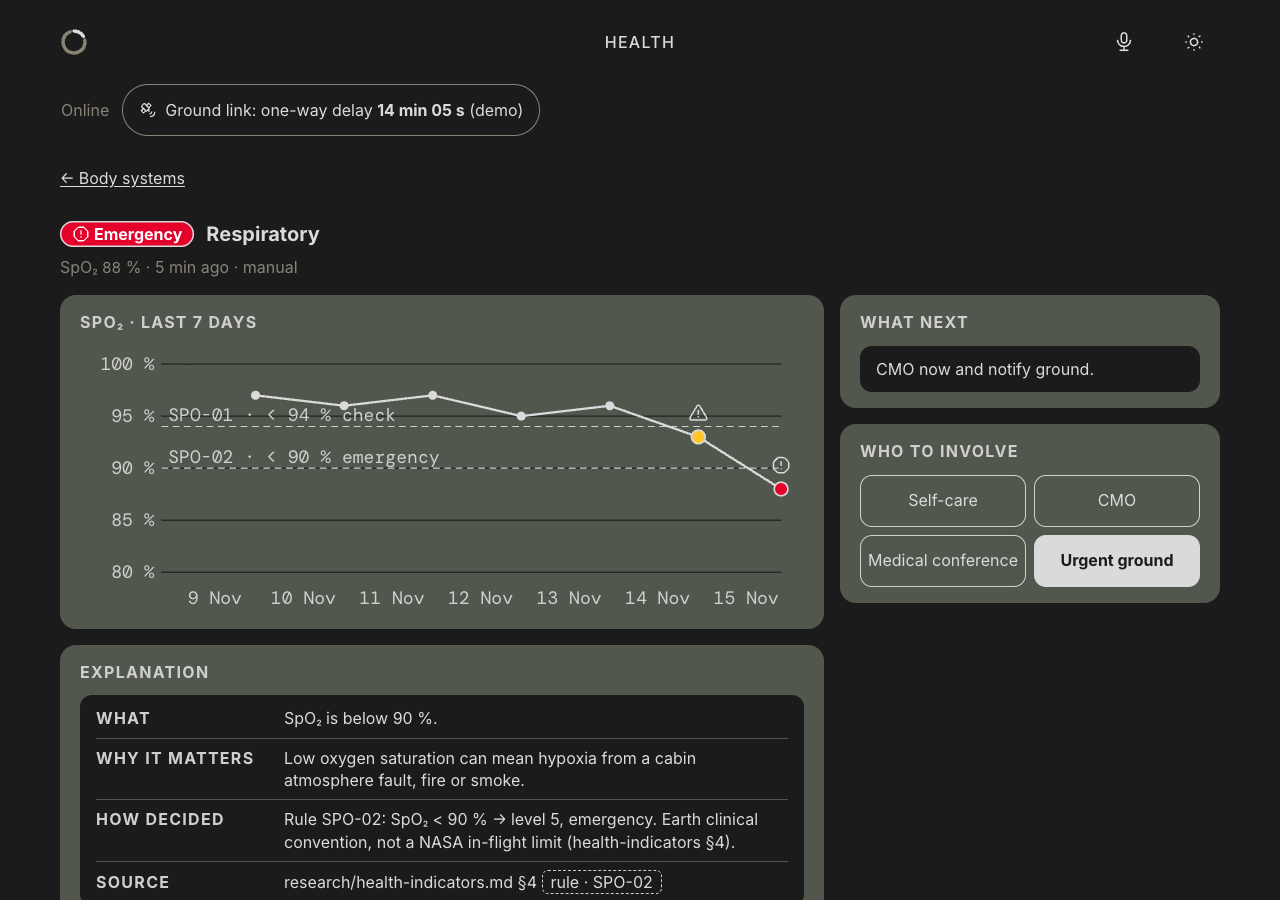 HEALTH
Online
Ground link: one-way delay 14 min 05 s (demo)
← Body systems
Emergency
Respiratory
SpO₂ 88 % · 5 min ago · manual
SPO₂ · LAST 7 DAYS
100 %
95 %
SPO-01 · < 94 % check
SPO-02 · < 90 % emergency
90 %
85 %
80 %
9 Nov 10 Nov 11 Nov 12 Nov 13 Nov 14 Nov 15 Nov
WHAT NEXT
CMO now and notify ground.
WHO TO INVOLVE
Self-care
CMO
Medical conference
Urgent ground
EXPLANATION
WHAT
SpO₂ is below 90 %.
WHY IT MATTERS
Low oxygen saturation can mean hypoxia from a cabin
atmosphere fault, fire or smoke.
HOW DECIDED
Rule SPO-02: SpO₂ < 90 % → level 5, emergency. Earth clinical
convention, not a NASA in-flight limit (health-indicators §4).
SOURCE
research/health-indicators.md §4 rule · SPO-02